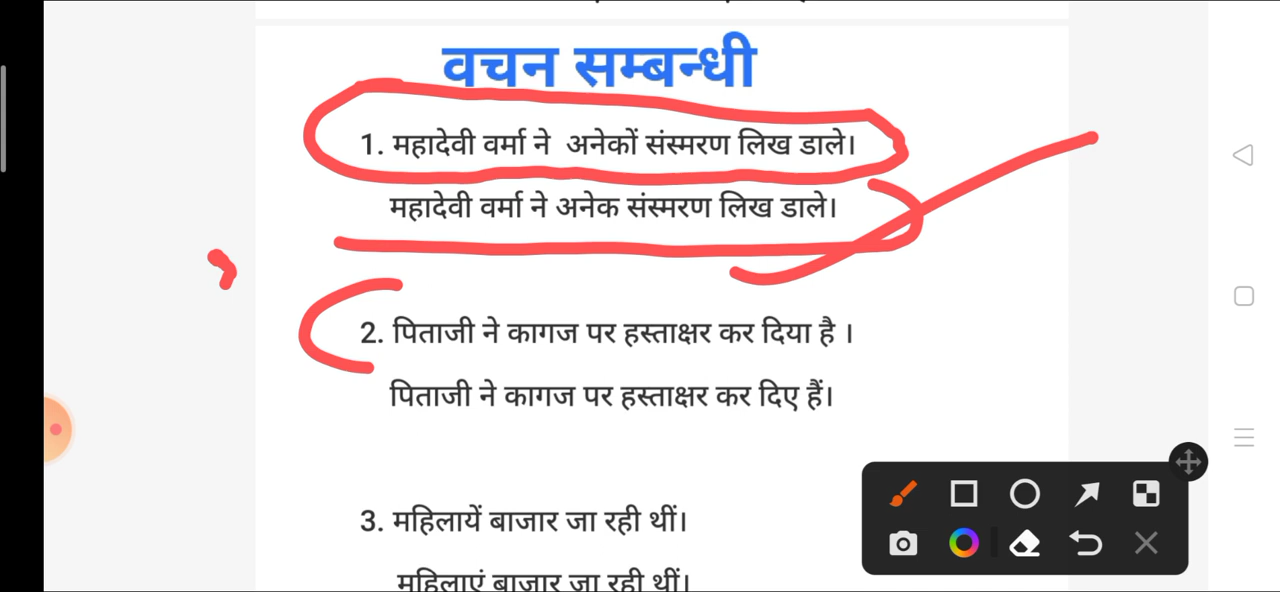 वचन सम्बन्धी
1. महादेवी वर्मा ने अनेकों संस्मरण लिख डाले।
महादेवी वर्मा ने अनेक संस्मरण लिख डाले।
2. पिताजी ने कागज पर हस्ताक्षर कर दिया है ।
पिताजी ने कागज पर हस्ताक्षर कर दिए हैं।
3. महिलायें बाजार जा रही थीं।
महिलाएं बाजार जा रही थीं।